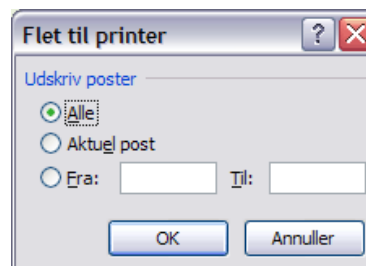 Flet til printer
Udskriv poster
Alle
Aktuel post
Fra: Til:
OK Annuller